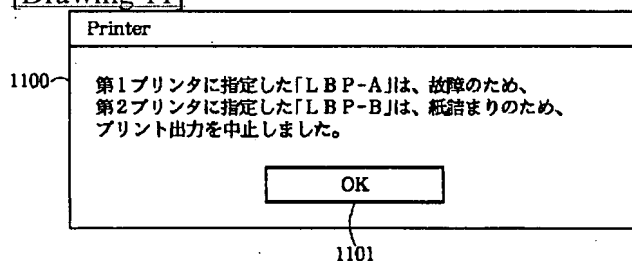 [Drawing 11]
Printer
1100
第1プリンタに指定した「LBP-A」は、故障のため、
第2プリンタに指定した「LBP-B」は、紙詰まりのため、
プリント出力を中止しました。
OK
1101